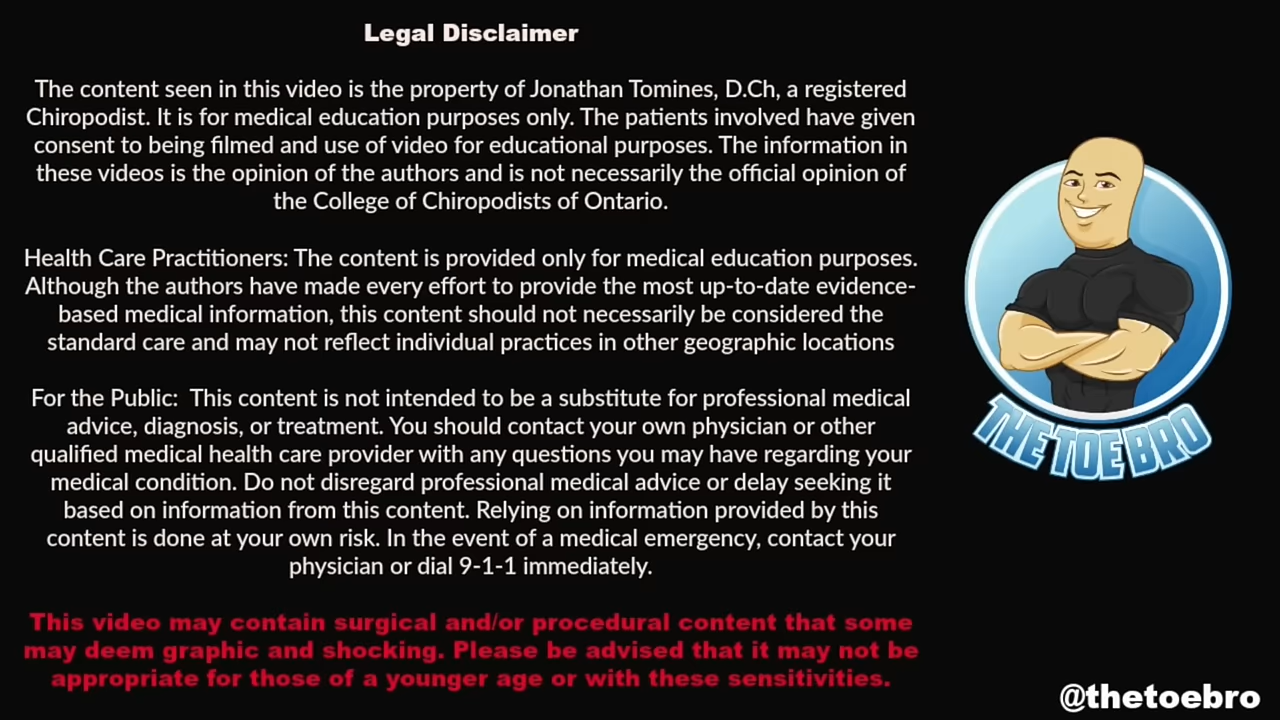 Legal Disclaimer
The content seen in this video is the property of Jonathan Tomines, D.Ch, a registered
Chiropodist. It is for medical education purposes only. The patients involved have given
consent to being filmed and use of video for educational purposes. The information in
these videos is the opinion of the authors and is not necessarily the official opinion of
the College of Chiropodists of Ontario.
Health Care Practitioners: The content is provided only for medical education purposes.
Although the authors have made every effort to provide the most up-to-date evidence-
based medical information, this content should not necessarily be considered the
standard care and may not reflect individual practices in other geographic locations
For the Public:  This content is not intended to be a substitute for professional medical
advice, diagnosis, or treatment. You should contact your own physician or other
qualified medical health care provider with any questions you may have regarding your
medical condition. Do not disregard professional medical advice or delay seeking it
based on information from this content. Relying on information provided by this
content is done at your own risk. In the event of a medical emergency, contact your
physician or dial 9-1-1 immediately.
This video may contain surgical and/or procedural content that some
may deem graphic and shocking. Please be advised that it may not be
appropriate for those of a younger age or with these sensitivities.
THE TOE BRO
@thetoebro